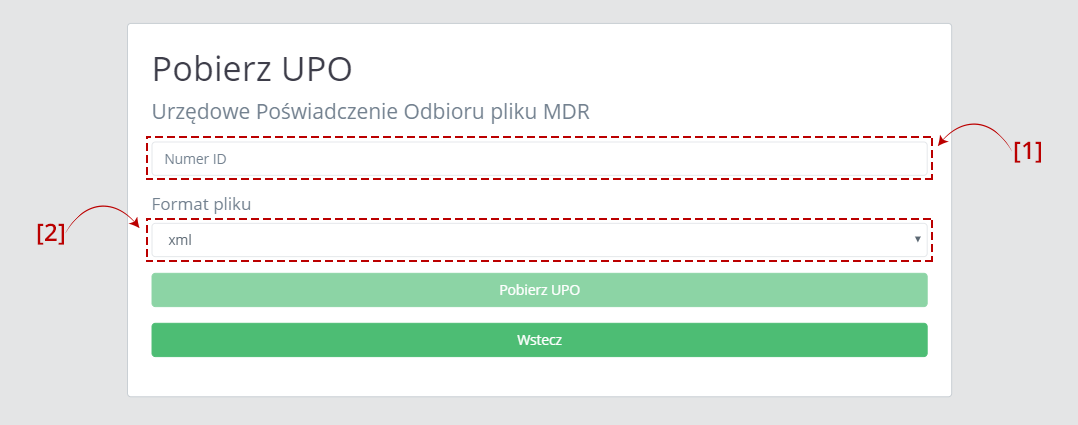 Pobierz UPO
Urzędowe Poświadczenie Odbioru pliku MDR
Numer ID
[1]
Format pliku
[2]
xml
Pobierz UPO
Wstecz